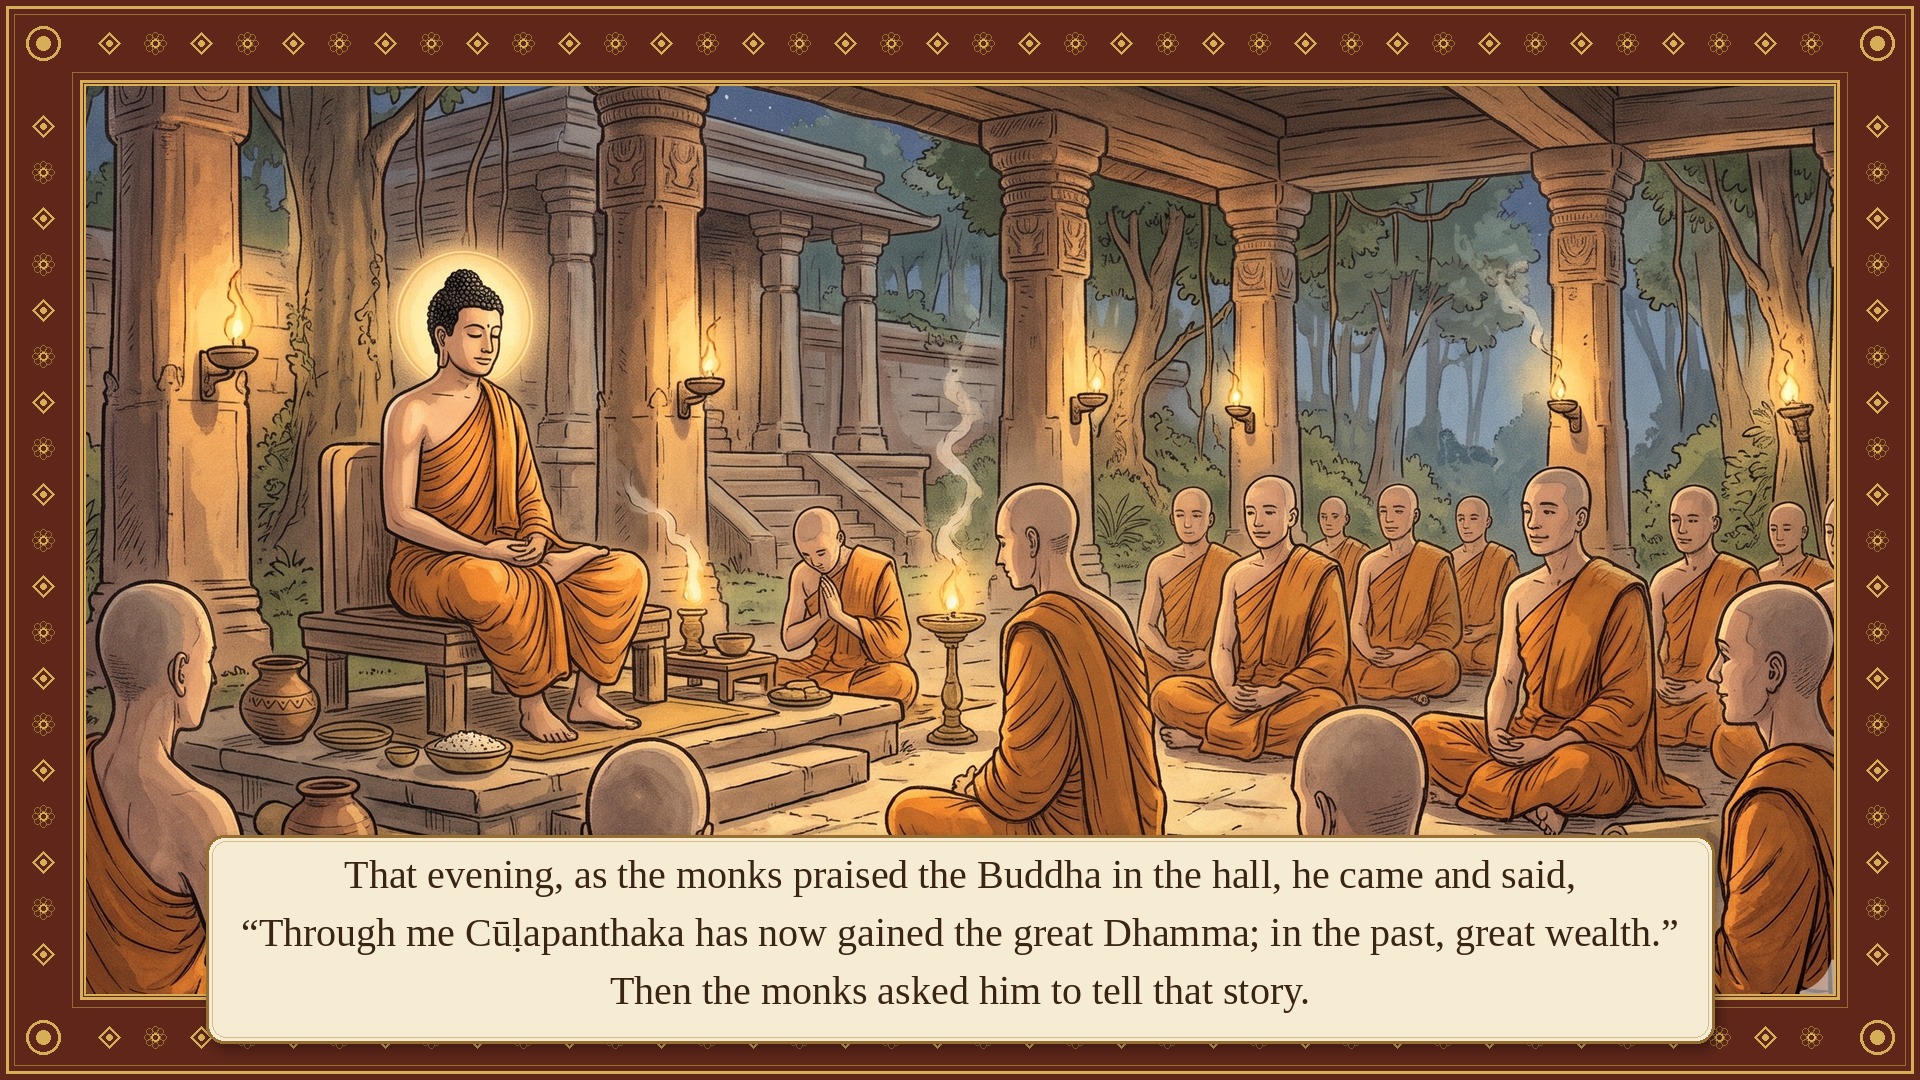 That evening, as the monks praised the Buddha in the hall, he came and said,
“Through me Cūḷapanthaka has now gained the great Dhamma; in the past, great wealth.”
Then the monks asked him to tell that story.